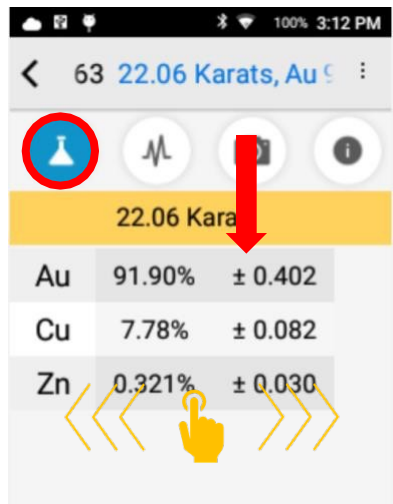 100% 3:12 PM
63 22.06 Karats, Au 9
22.06 Kara
Au 91.90% ± 0.402
Cu 7.78% ± 0.082
Zn 0.321% ± 0.030